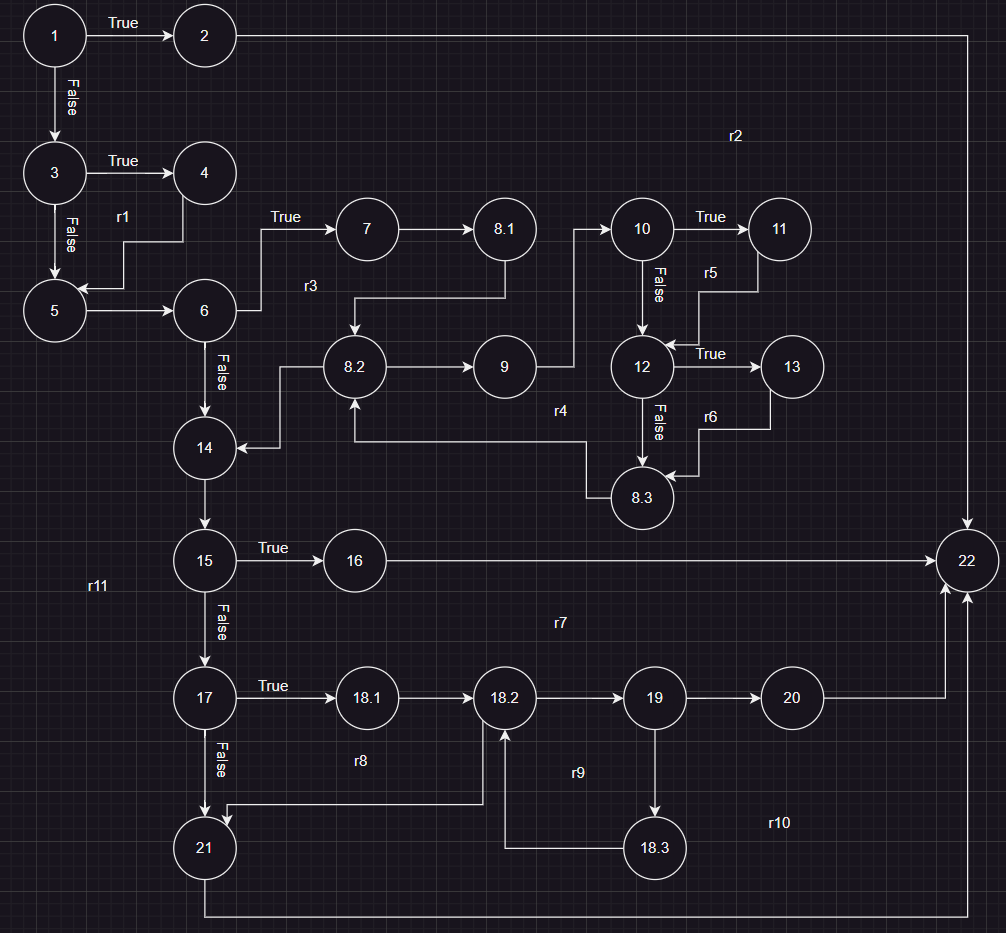 1
True
2
False
r2
3
True
4
False
r1
True
7
8.1
10
True
11
r3
False
r5
5
6
True
False
8.2
9
12
13
r4
False
r6
14
8.3
15
True
16
22
r11
False
r7
17
True
18.1
18.2
19
20
False
r8
r9
r10
21
18.3